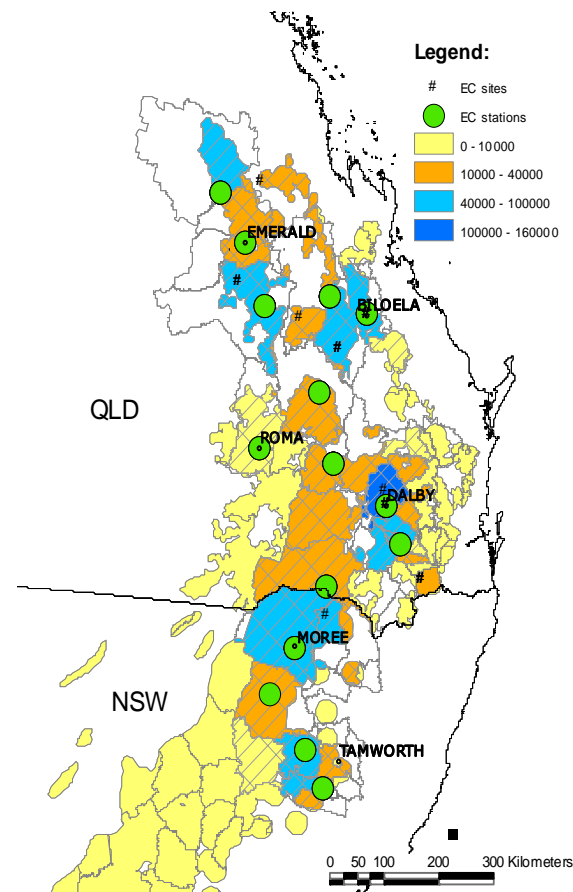 Legend:
# EC sites
EC stations
0 - 10000
10000 - 40000
40000 - 100000
100000 - 160000
#
EMERALD
#
BILOELA
#
#
#
QLD
ROMA
#
DALBY
#
#
#
MOREE
NSW
TAMWORTH
0 50 100 200 300 Kilometers